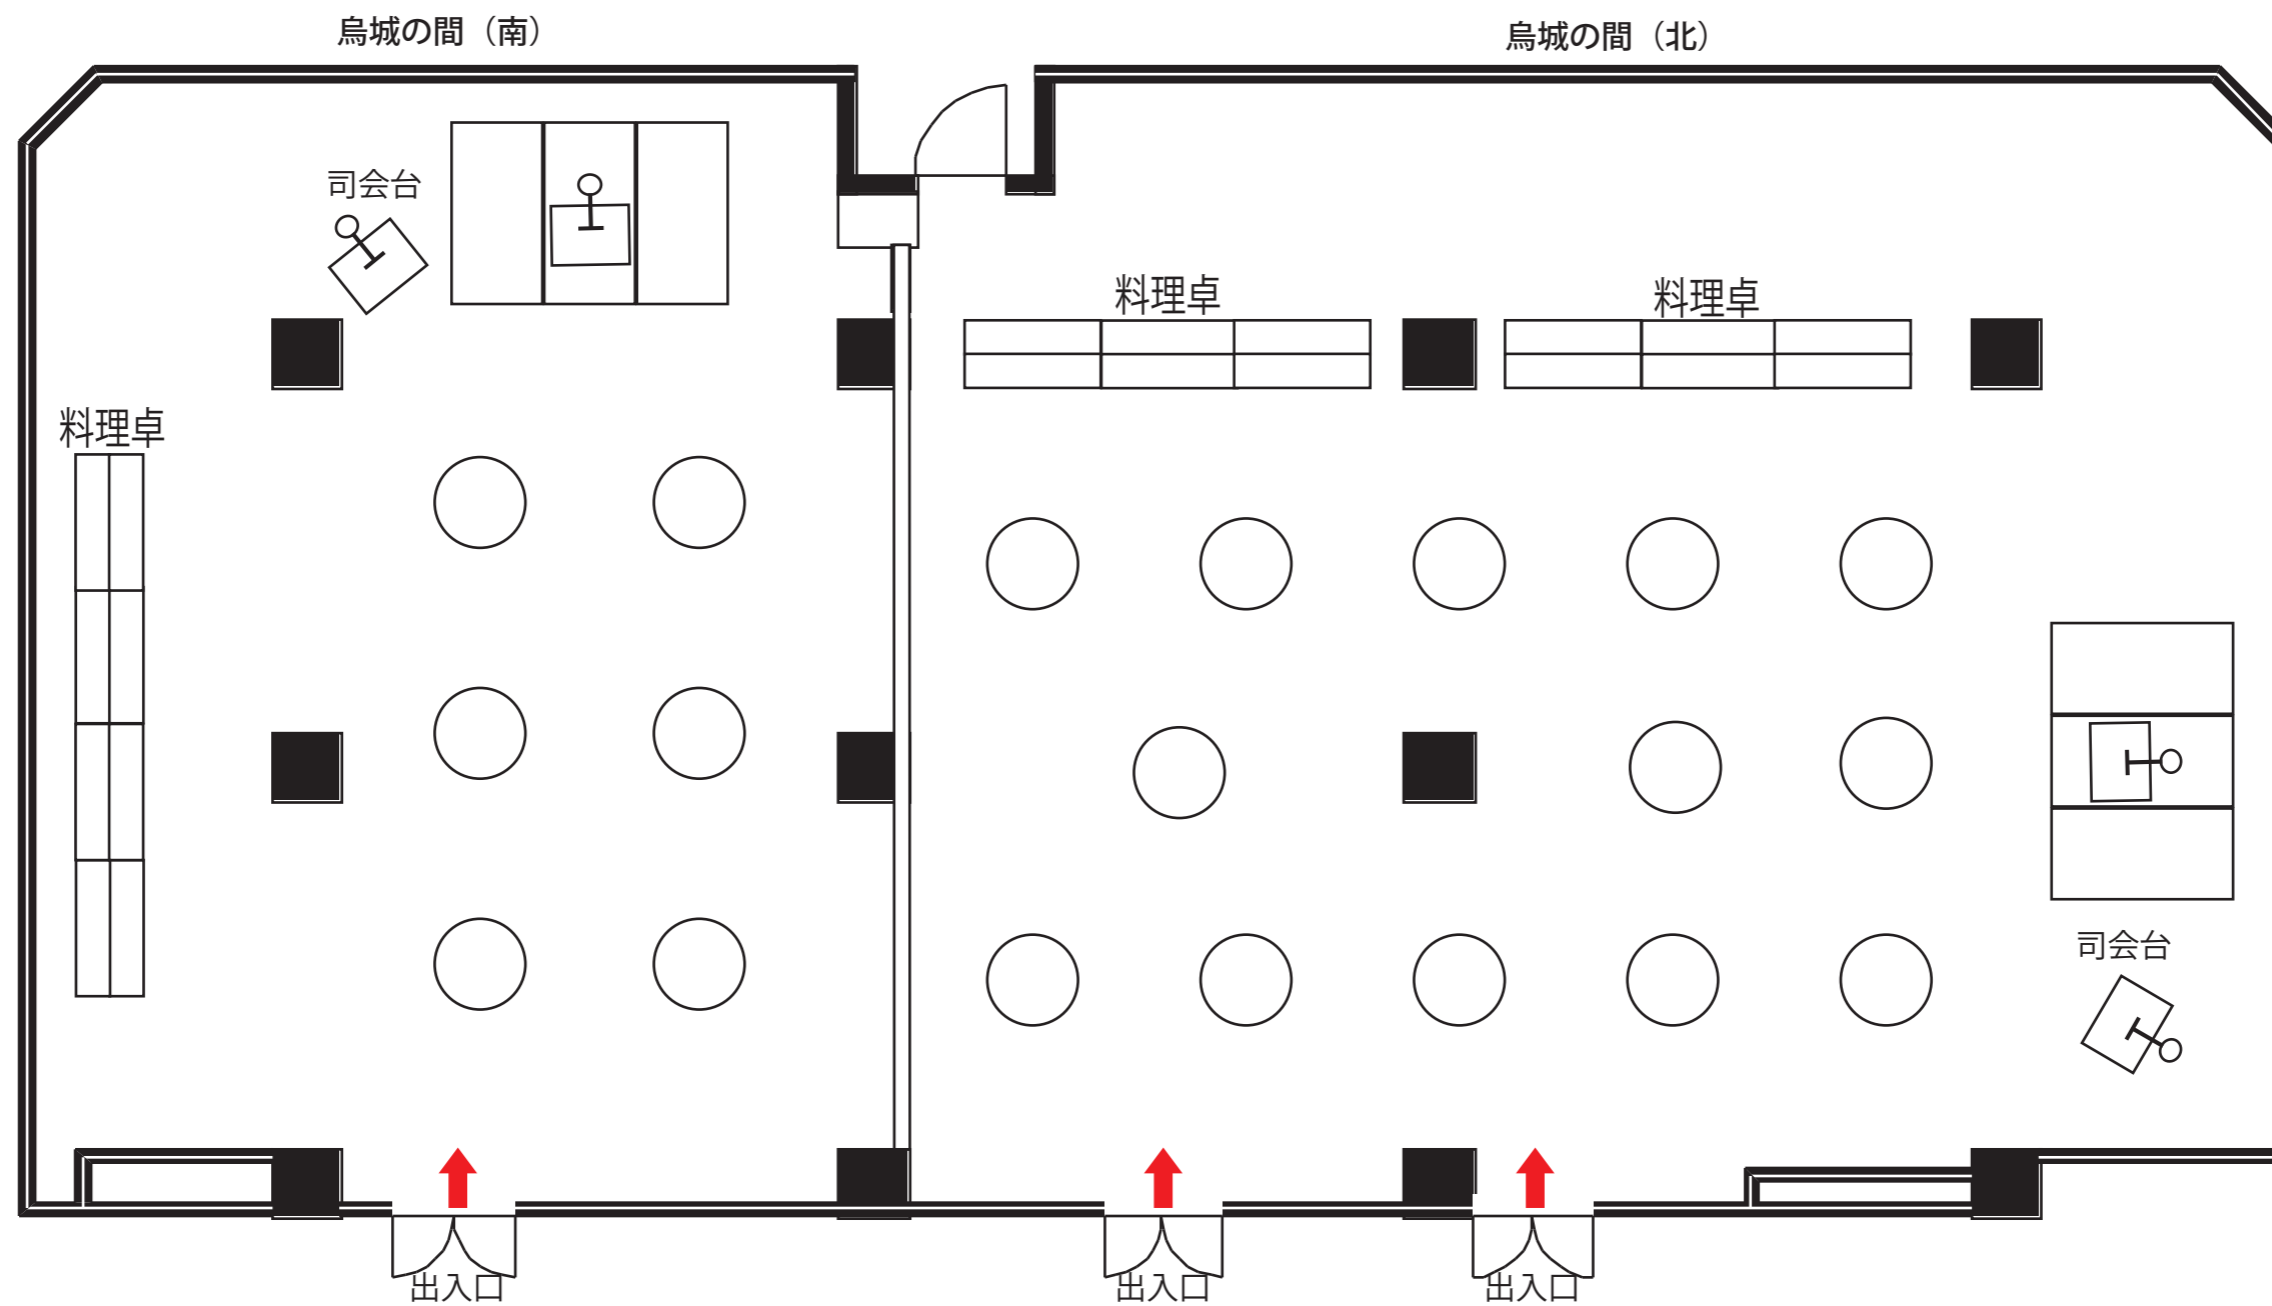 烏城の間（南）
烏城の間（北）
司会台
料理卓
料理卓
料理卓
司会台
出入口
出入口
出入口